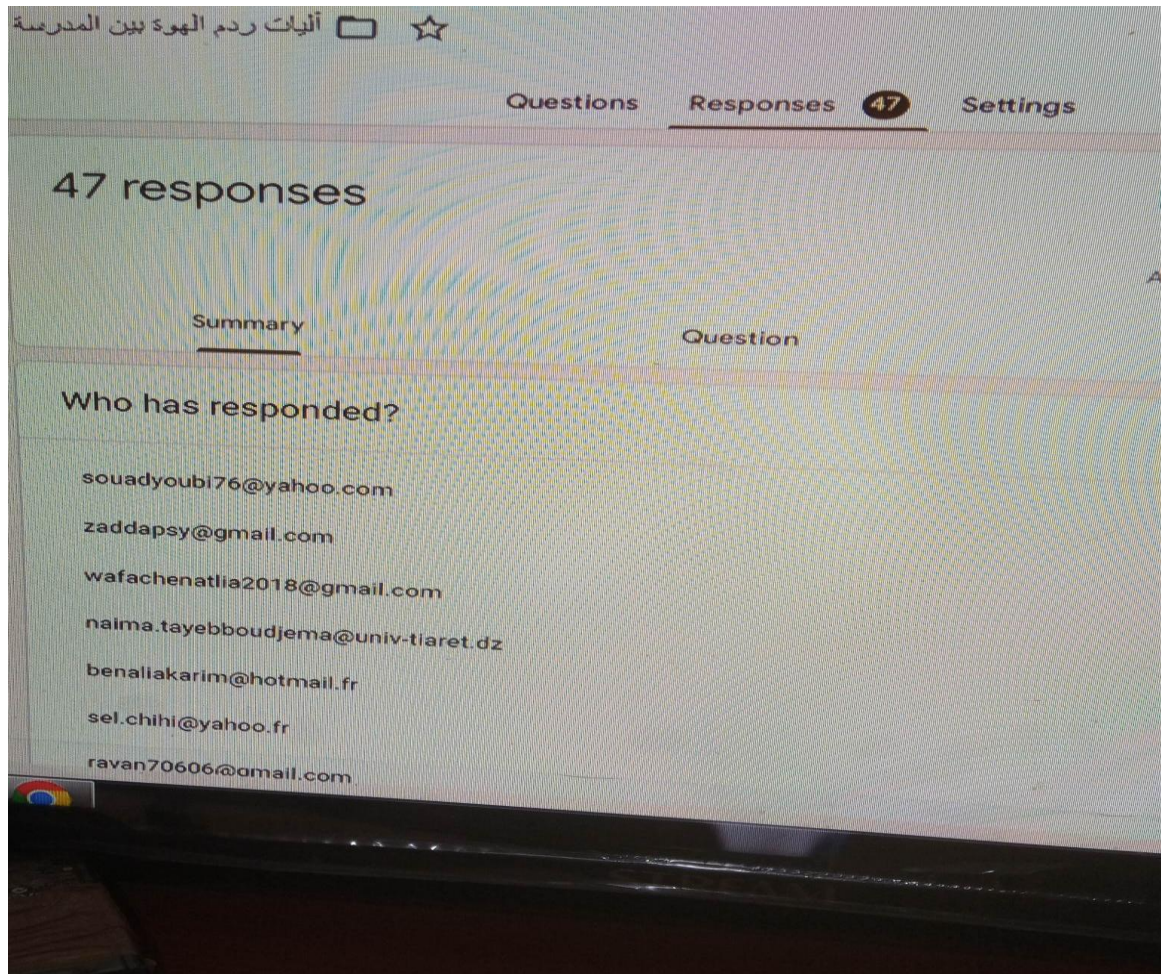 آليات ردم الهوة بين المدرسة
Questions Responses 47 Settings
47 responses
Summary Question
Who has responded?
souadyoubi76@yahoo.com
zaddapsy@gmail.com
wafachenatlia2018@gmail.com
naima.tayebboudjema@univ-tiaret.dz
benaliakarim@hotmail.fr
sel.chihi@yahoo.fr
ravan70606@gmail.com